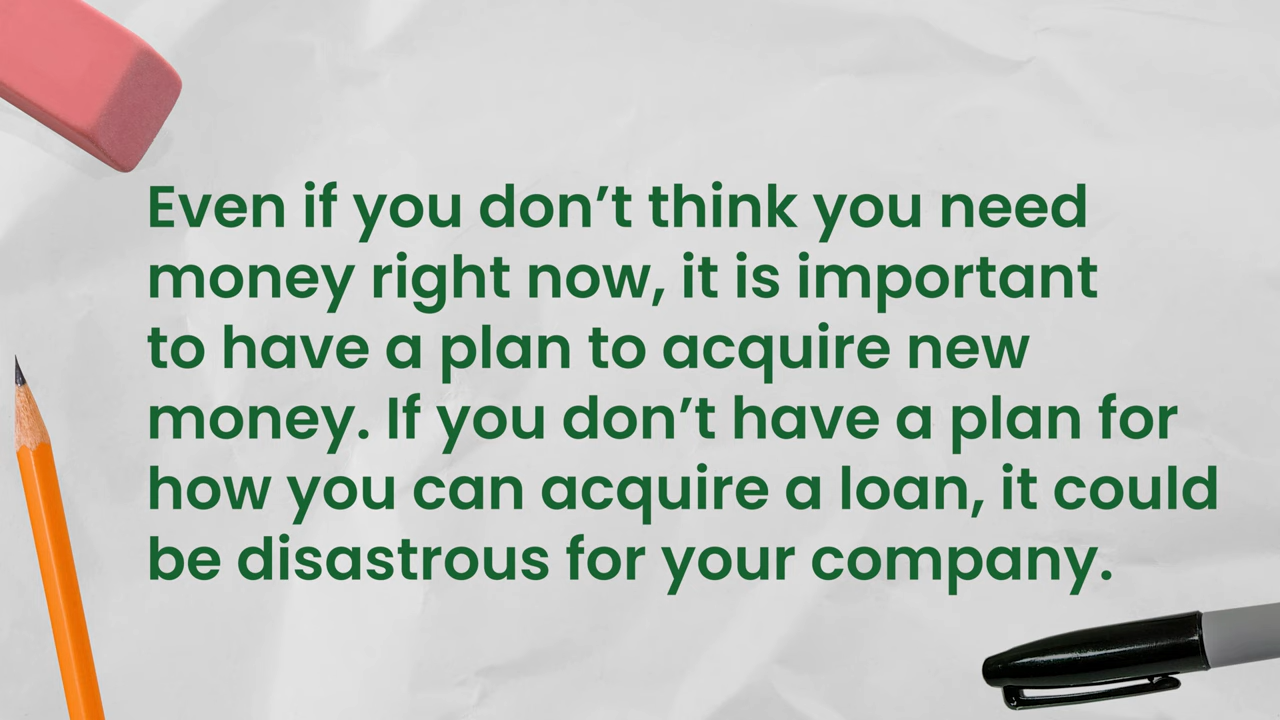 Even if you don’t think you need
money right now, it is important
to have a plan to acquire new
money. If you don’t have a plan for
how you can acquire a loan, it could
be disastrous for your company.